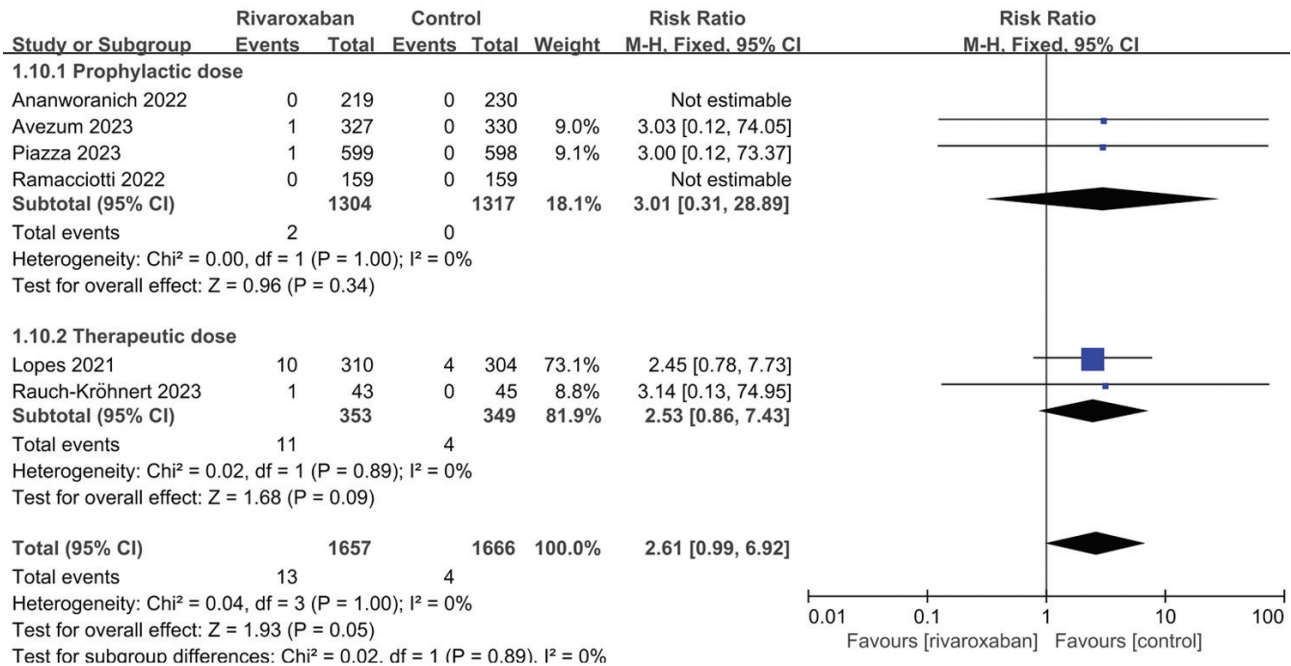 Rivaroxaban Control Risk Ratio Risk Ratio
Study or Subgroup Events Total Events Total Weight M-H, Fixed, 95% CI M-H, Fixed, 95% CI
1.10.1 Prophylactic dose
Ananworanich 2022 0 219 0 230 Not estimable
Avezum 2023 1 327 0 330 9.0% 3.03 [0.12, 74.05]
Piazza 2023 1 599 0 598 9.1% 3.00 [0.12, 73.37]
Ramacciotti 2022 0 159 0 159 Not estimable
Subtotal (95% CI) 1304 1317 18.1% 3.01 [0.31, 28.89]
Total events 2 0
Heterogeneity: Chi² = 0.00, df = 1 (P = 1.00); I² = 0%
Test for overall effect: Z = 0.96 (P = 0.34)
1.10.2 Therapeutic dose
Lopes 2021 10 310 4 304 73.1% 2.45 [0.78, 7.73]
Rauch-Kröhnert 2023 1 43 0 45 8.8% 3.14 [0.13, 74.95]
Subtotal (95% CI) 353 349 81.9% 2.53 [0.86, 7.43]
Total events 11 4
Heterogeneity: Chi² = 0.02, df = 1 (P = 0.89); I² = 0%
Test for overall effect: Z = 1.68 (P = 0.09)
Total (95% CI) 1657 1666 100.0% 2.61 [0.99, 6.92]
Total events 13 4
Heterogeneity: Chi² = 0.04, df = 3 (P = 1.00); I² = 0%
Test for overall effect: Z = 1.93 (P = 0.05)
Test for subgroup differences: Chi² = 0.02, df = 1 (P = 0.89), I² = 0%
0.01 0.1 1 10 100
Favours [rivaroxaban] Favours [control]